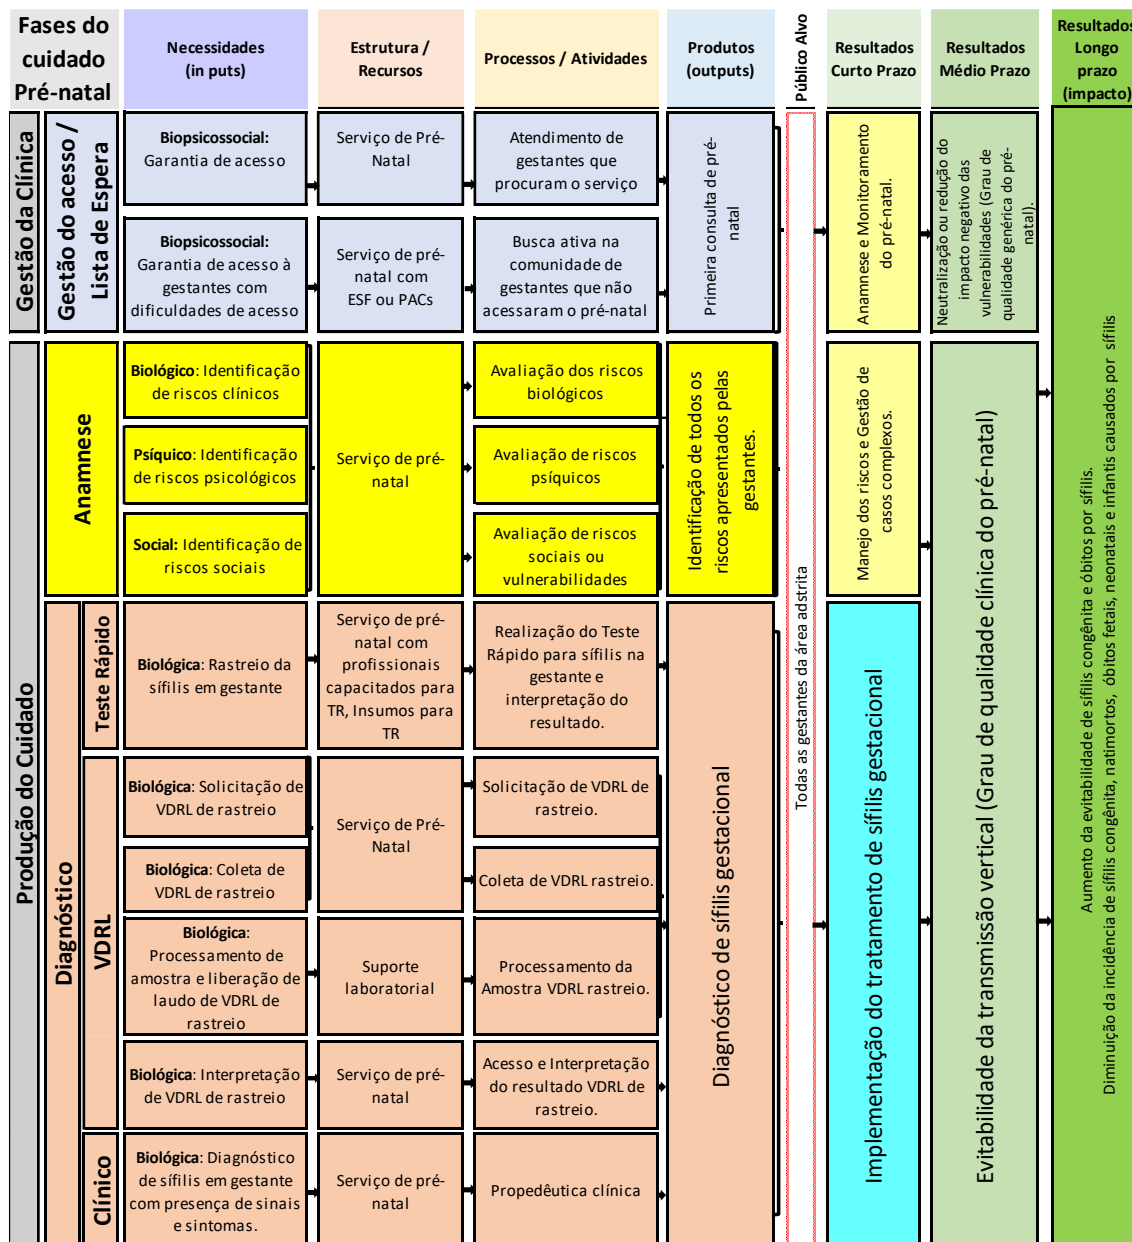 Fases do
cuidado
Pré-natal
Necessidades
(in puts)
Estrutura /
Recursos
Processos / Atividades
Produtos
(outputs)
Público Alvo
Resultados
Curto Prazo
Resultados
Médio Prazo
Resultados
Longo
prazo
(impacto)
Gestão da Clínica
Gestão do acesso /
Lista de Espera
Biopsicossocial:
Garantia de acesso
Serviço de Pré-
Natal
Atendimento de
gestantes que
procuram o serviço
Biopsicossocial:
Garantia de acesso à
gestantes com
dificuldades de acesso
Serviço de pré-
natal com
ESF ou PACs
Busca ativa na
comunidade de
gestantes que não
acessaram o pré-natal
Primeira consulta de pré-
natal
Todas as gestantes da área adstrita
Anamnese e Monitoramento
do pré-natal.
Neutralização ou redução do
impacto negativo das
vulnerabilidades (Grau de
qualidade genérica do pré-
natal).
Aumento da evitabilidade de sífilis congênita e óbitos por sífilis.
Diminuição da incidência de sífilis congênita, natimortos, óbitos fetais, neonatais e infantis causados por sífilis
Produção do Cuidado
Anamnese
Biológico: Identificação
de riscos clínicos
Psíquico: Identificação
de riscos psicológicos
Social: Identificação de
riscos sociais
Serviço de pré-
natal
Avaliação dos riscos
biológicos
Avaliação de riscos
psíquicos
Avaliação de riscos
sociais ou
vulnerabilidades
Identificação de todos os
riscos apresentados pelas
gestantes.
Manejo dos riscos e Gestão de
casos complexos.
Evitabilidade da transmissão vertical (Grau de qualidade clínica do pré-natal)
Diagnóstico
Teste Rápido
Biológica: Rastreio da
sífilis em gestante
Serviço de pré-
natal com
profissionais
capacitados para
TR, Insumos para
TR
Realização do Teste
Rápido para sífilis na
gestante e
interpretação do
resultado.
Diagnóstico de sífilis gestacional
Implementação do tratamento de sífilis gestacional
VDRL
Biológica: Solicitação de
VDRL de rastreio
Biológica: Coleta de
VDRL de rastreio
Serviço de Pré-
Natal
Solicitação de VDRL de
rastreio.
Coleta de VDRL rastreio.
Biológica:
Processamento de
amostra e liberação de
laudo de VDRL de
rastreio
Suporte
laboratorial
Processamento da
Amostra VDRL rastreio.
Biológica: Interpretação
de VDRL de rastreio
Serviço de pré-
natal
Acesso e Interpretação
do resultado VDRL de
rastreio.
Clínico
Biológica: Diagnóstico
de sífilis em gestante
com presença de sinais
e sintomas.
Serviço de pré-
natal
Propedêutica clínica